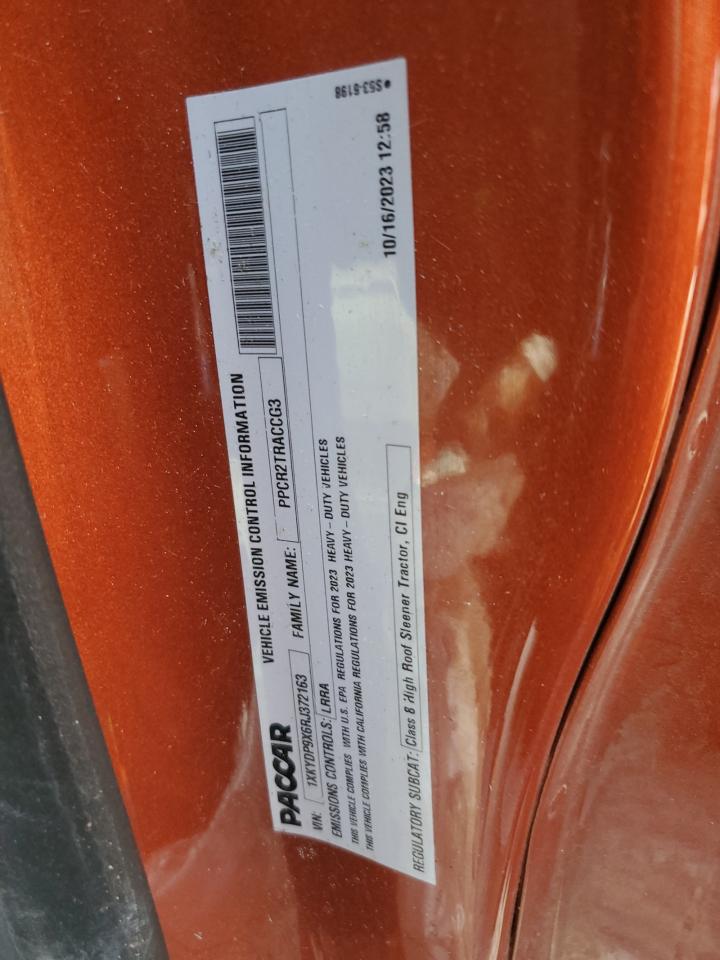 PACCAR
VEHICLE EMISSION CONTROL INFORMATION
VIN: 1XKYDP9X6RJ372163 FAMILY NAME: PPCR2TRACCG3
EMISSIONS CONTROLS: LRRA
THIS VEHICLE COMPLIES WITH U.S. EPA REGULATIONS FOR 2023 HEAVY-DUTY VEHICLES
THIS VEHICLE COMPLIES WITH CALIFORNIA REGULATIONS FOR 2023 HEAVY-DUTY VEHICLES
REGULATORY SUBCAT: Class 8 High Roof Sleeper Tractor, CI Eng
10/16/2023 12:58
● S53-6198